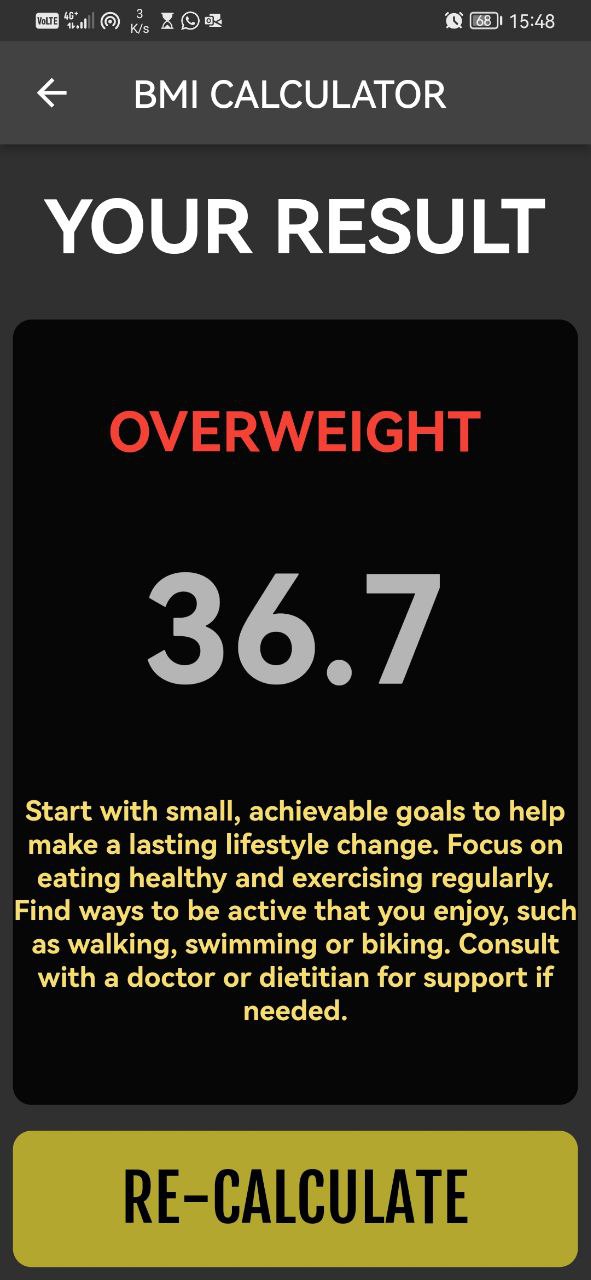 VoLTE 4G+ 3 K/s 68 15:48
BMI CALCULATOR
YOUR RESULT
OVERWEIGHT
36.7
Start with small, achievable goals to help
make a lasting lifestyle change. Focus on
eating healthy and exercising regularly.
Find ways to be active that you enjoy, such
as walking, swimming or biking. Consult
with a doctor or dietitian for support if
needed.
RE-CALCULATE